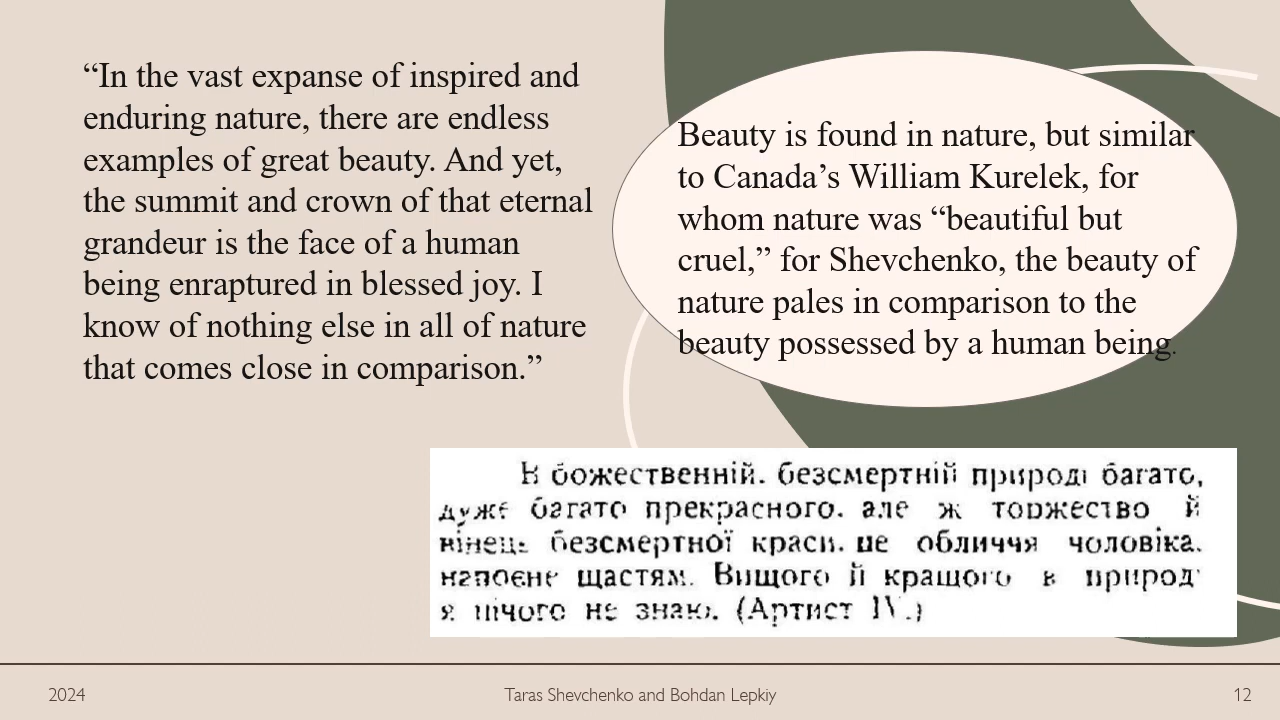 “In the vast expanse of inspired and
enduring nature, there are endless
examples of great beauty. And yet,
the summit and crown of that eternal
grandeur is the face of a human
being enraptured in blessed joy. I
know of nothing else in all of nature
that comes close in comparison.”
Beauty is found in nature, but similar
to Canada’s William Kurelek, for
whom nature was “beautiful but
cruel,” for Shevchenko, the beauty of
nature pales in comparison to the
beauty possessed by a human being.
В божественній. безсмертній природі багато,
дуже багато прекрасного. але ж торжество й
вінець безсмертної краси. це обличчя чоловіка.
напоєне щастям. Вищого й кращого в природі
я нічого не знаю. (Артист IV.)
2024
Taras Shevchenko and Bohdan Lepkiy
12